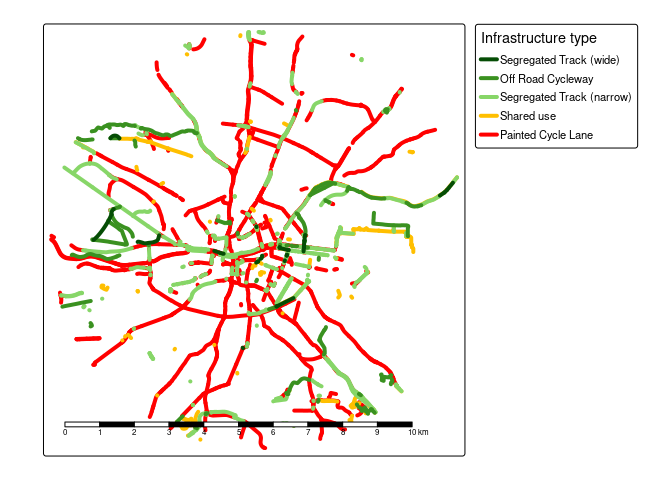 Infrastructure type
Segregated Track (wide)
Off Road Cycleway
Segregated Track (narrow)
Shared use
Painted Cycle Lane
0 1 2 3 4 5 6 7 8 9 10 km